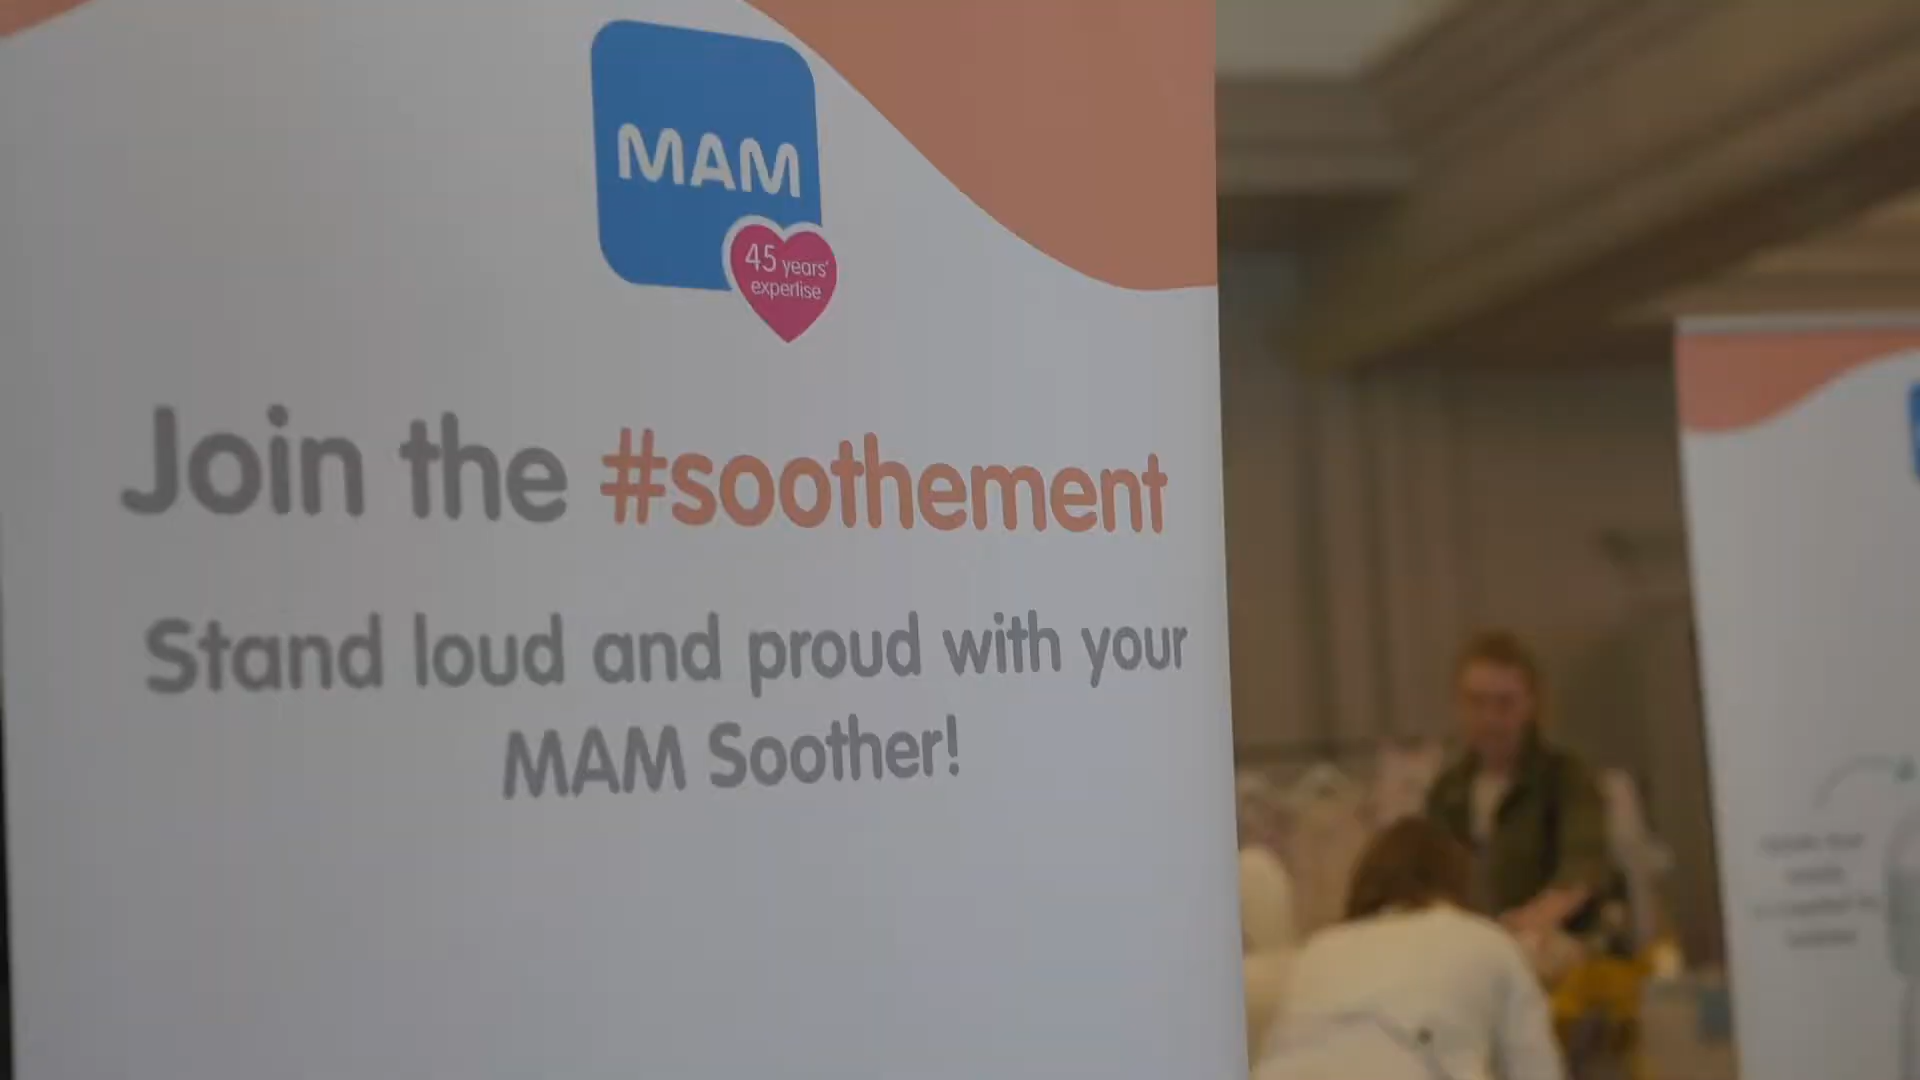 MAM
45 years'
expertise
Join the #soothement
Stand loud and proud with your
MAM Soother!